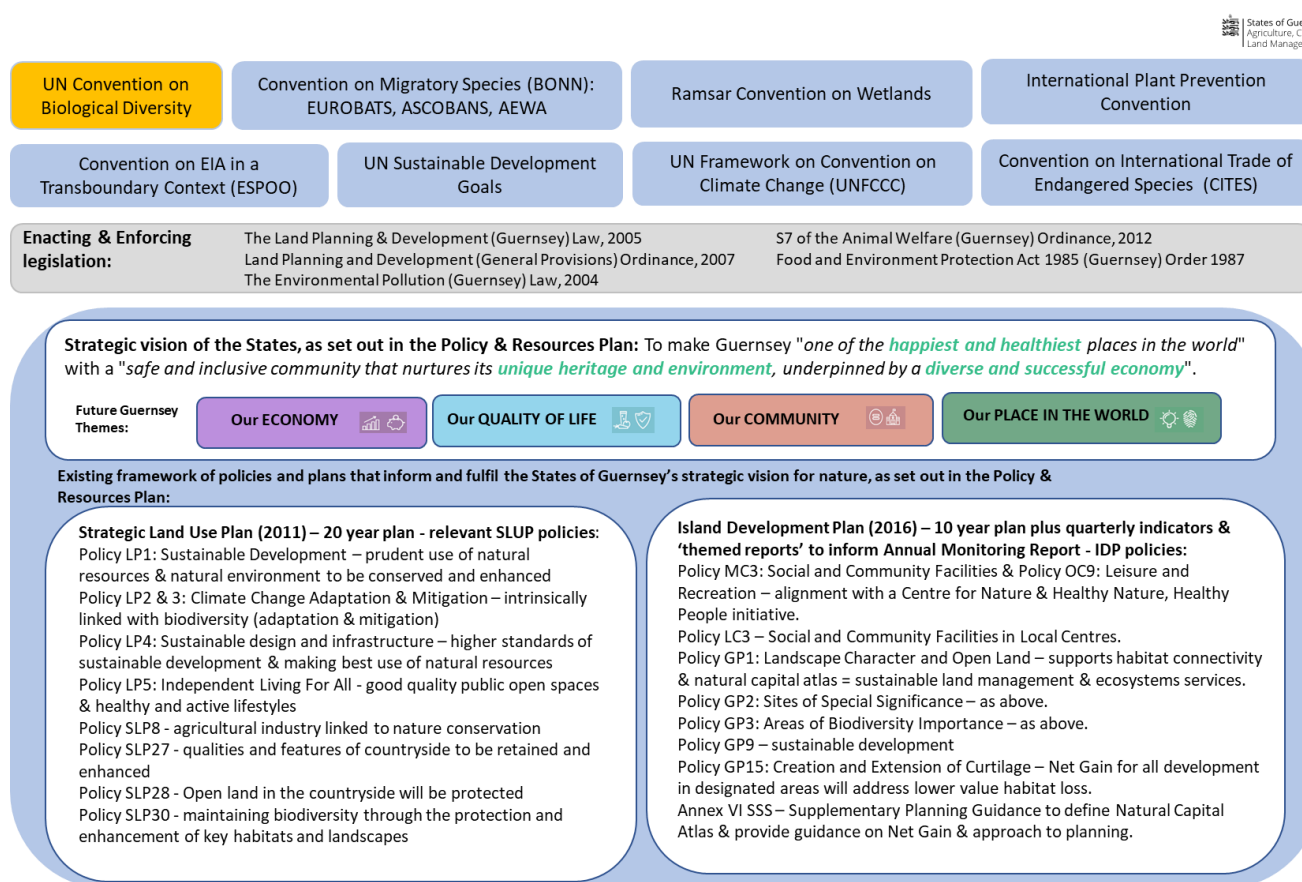 States of Gue
Agriculture, C
Land Manage
UN Convention on
Biological Diversity
Convention on Migratory Species (BONN):
EUROBATS, ASCOBANS, AEWA
Ramsar Convention on Wetlands
International Plant Prevention
Convention
Convention on EIA in a
Transboundary Context (ESPOO)
UN Sustainable Development
Goals
UN Framework on Convention on
Climate Change (UNFCCC)
Convention on International Trade of
Endangered Species (CITES)
Enacting & Enforcing
legislation:
The Land Planning & Development (Guernsey) Law, 2005
Land Planning and Development (General Provisions) Ordinance, 2007
The Environmental Pollution (Guernsey) Law, 2004
S7 of the Animal Welfare (Guernsey) Ordinance, 2012
Food and Environment Protection Act 1985 (Guernsey) Order 1987
Strategic vision of the States, as set out in the Policy & Resources Plan: To make Guernsey "one of the happiest and healthiest places in the world"
with a "safe and inclusive community that nurtures its unique heritage and environment, underpinned by a diverse and successful economy".
Future Guernsey
Themes:
Our ECONOMY
Our QUALITY OF LIFE
Our COMMUNITY
Our PLACE IN THE WORLD
Existing framework of policies and plans that inform and fulfil the States of Guernsey's strategic vision for nature, as set out in the Policy &
Resources Plan:
Strategic Land Use Plan (2011) – 20 year plan - relevant SLUP policies:
Policy LP1: Sustainable Development – prudent use of natural
resources & natural environment to be conserved and enhanced
Policy LP2 & 3: Climate Change Adaptation & Mitigation – intrinsically
linked with biodiversity (adaptation & mitigation)
Policy LP4: Sustainable design and infrastructure – higher standards of
sustainable development & making best use of natural resources
Policy LP5: Independent Living For All - good quality public open spaces
& healthy and active lifestyles
Policy SLP8 - agricultural industry linked to nature conservation
Policy SLP27 - qualities and features of countryside to be retained and
enhanced
Policy SLP28 - Open land in the countryside will be protected
Policy SLP30 - maintaining biodiversity through the protection and
enhancement of key habitats and landscapes
Island Development Plan (2016) – 10 year plan plus quarterly indicators &
'themed reports' to inform Annual Monitoring Report - IDP policies:
Policy MC3: Social and Community Facilities & Policy OC9: Leisure and
Recreation – alignment with a Centre for Nature & Healthy Nature, Healthy
People initiative.
Policy LC3 – Social and Community Facilities in Local Centres.
Policy GP1: Landscape Character and Open Land – supports habitat connectivity
& natural capital atlas = sustainable land management & ecosystems services.
Policy GP2: Sites of Special Significance – as above.
Policy GP3: Areas of Biodiversity Importance – as above.
Policy GP9 – sustainable development
Policy GP15: Creation and Extension of Curtilage – Net Gain for all development
in designated areas will address lower value habitat loss.
Annex VI SSS – Supplementary Planning Guidance to define Natural Capital
Atlas & provide guidance on Net Gain & approach to planning.